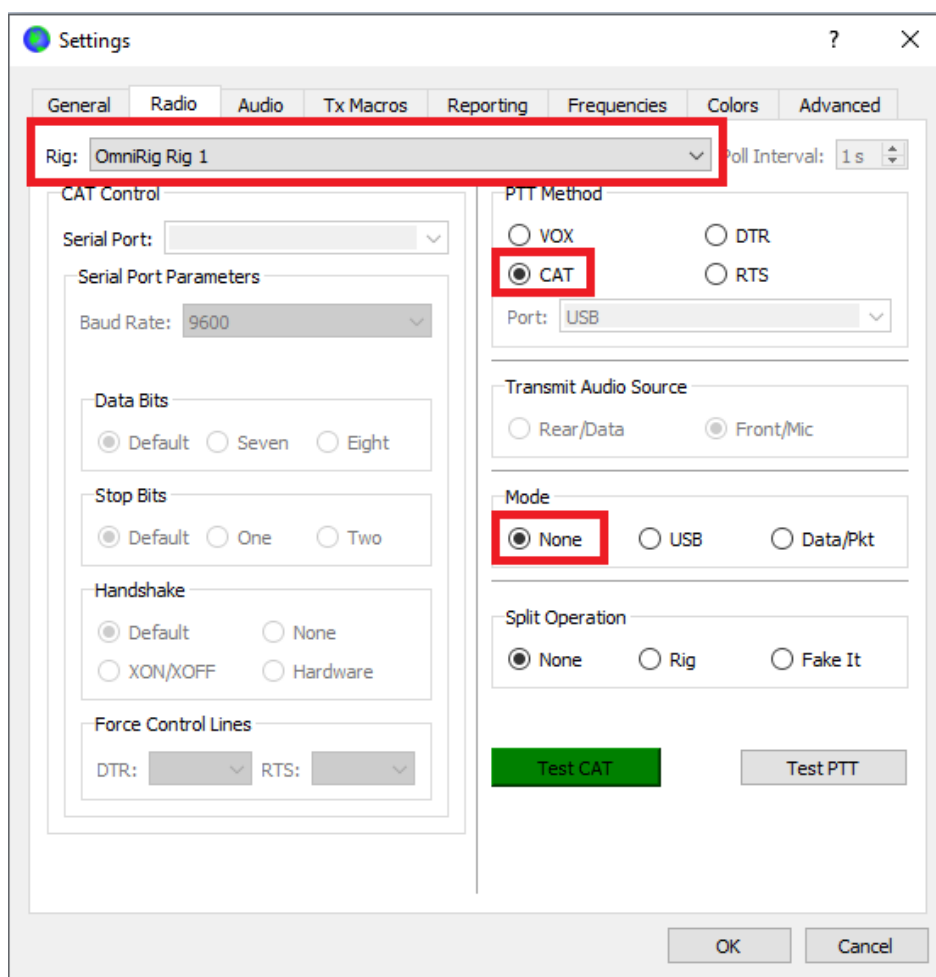 Settings
?
General Radio Audio Tx Macros Reporting Frequencies Colors Advanced
Rig: OmniRig Rig 1
Poll Interval: 1 s
CAT Control
Serial Port:
Serial Port Parameters
Baud Rate: 9600
Data Bits
Default Seven Eight
Stop Bits
Default One Two
Handshake
Default None
XON/XOFF Hardware
Force Control Lines
DTR: RTS:
PTT Method
VOX DTR
CAT RTS
Port: USB
Transmit Audio Source
Rear/Data Front/Mic
Mode
None USB Data/Pkt
Split Operation
None Rig Fake It
Test CAT Test PTT
OK Cancel